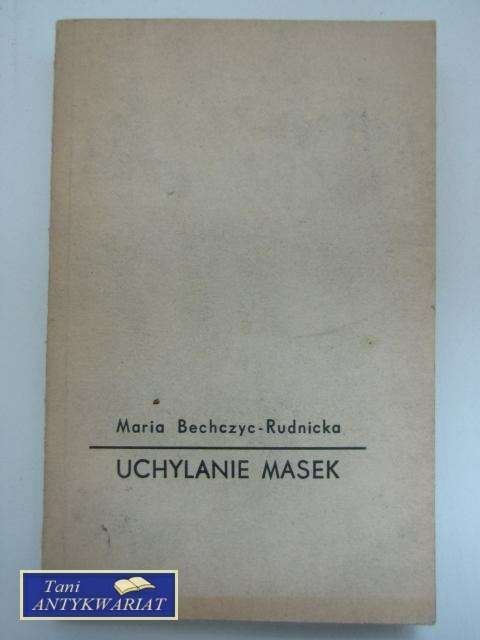 Maria Bechczyc-Rudnicka
UCHYLANIE MASEK
Tani
ANTYKWARIAT